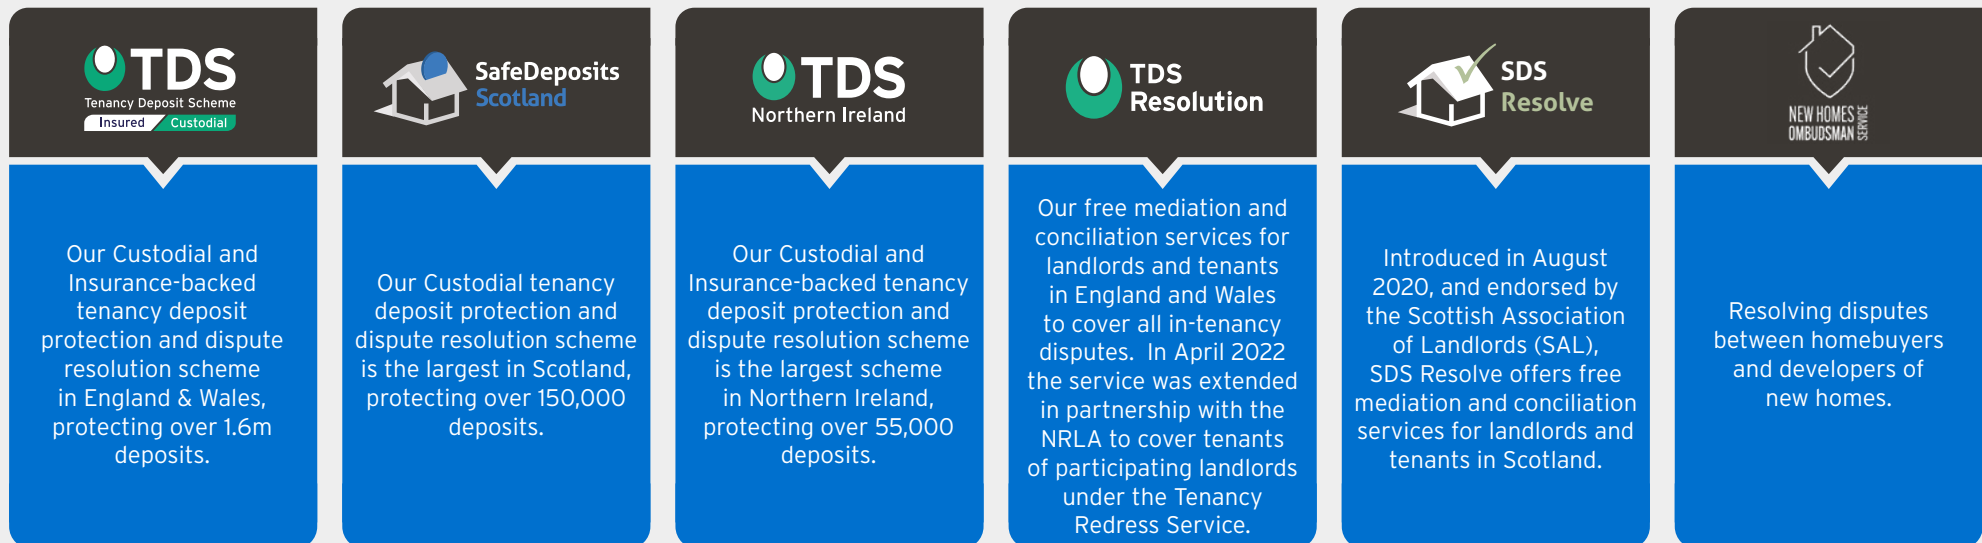 TDS
Tenancy Deposit Scheme
Insured Custodial
Our Custodial and
Insurance-backed
tenancy deposit
protection and dispute
resolution scheme
in England & Wales,
protecting over 1.6m
deposits.
SafeDeposits
Scotland
Our Custodial tenancy
deposit protection and
dispute resolution scheme
is the largest in Scotland,
protecting over 150,000
deposits.
TDS
Northern Ireland
Our Custodial and
Insurance-backed tenancy
deposit protection and
dispute resolution scheme
is the largest scheme
in Northern Ireland,
protecting over 55,000
deposits.
TDS
Resolution
Our free mediation and
conciliation services for
landlords and tenants
in England and Wales
to cover all in-tenancy
disputes. In April 2022
the service was extended
in partnership with the
NRLA to cover tenants
of participating landlords
under the Tenancy
Redress Service.
SDS
Resolve
Introduced in August
2020, and endorsed by
the Scottish Association
of Landlords (SAL),
SDS Resolve offers free
mediation and conciliation
services for landlords and
tenants in Scotland.
NEW HOMES
OMBUDSMAN
SERVICE
Resolving disputes
between homebuyers
and developers of
new homes.